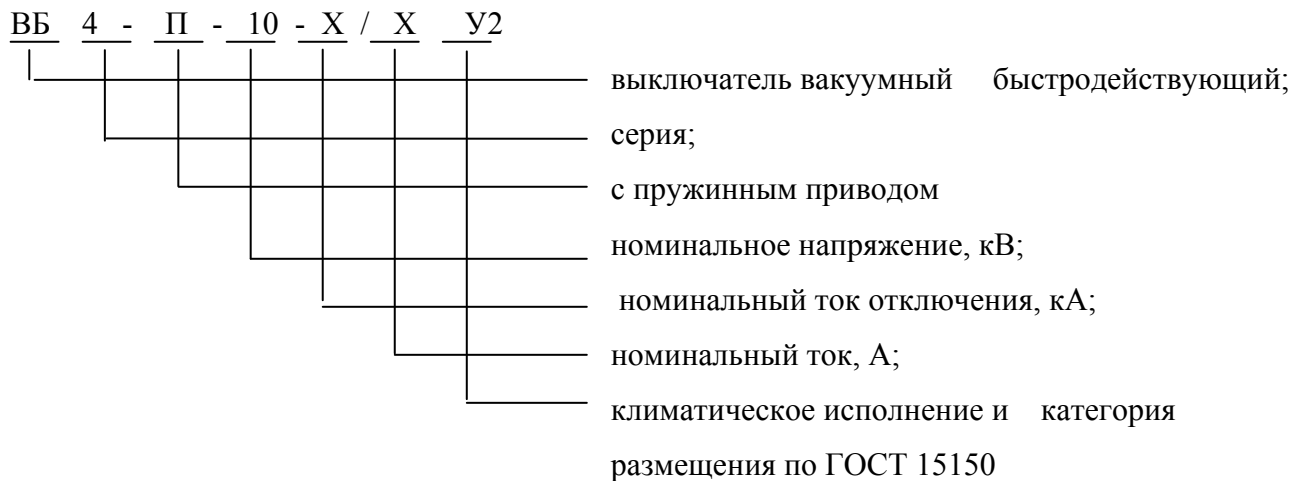 ВБ 4 - П - 10 - Х / Х У2
выключатель вакуумный быстродействующий;
серия;
с пружинным приводом
номинальное напряжение, кВ;
номинальный ток отключения, кА;
номинальный ток, А;
климатическое исполнение и категория
размещения по ГОСТ 15150